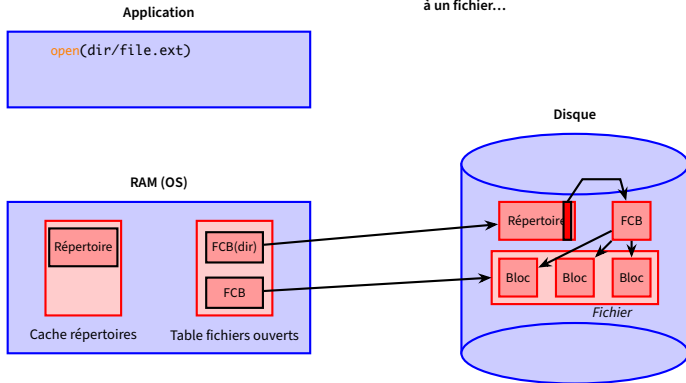 à un fichier…
Application
open(dir/file.ext)
Disque
RAM (OS)
Répertoire
FCB(dir)
FCB
Répertoire
FCB
Bloc
Bloc
Bloc
Fichier
Cache répertoires
Table fichiers ouverts